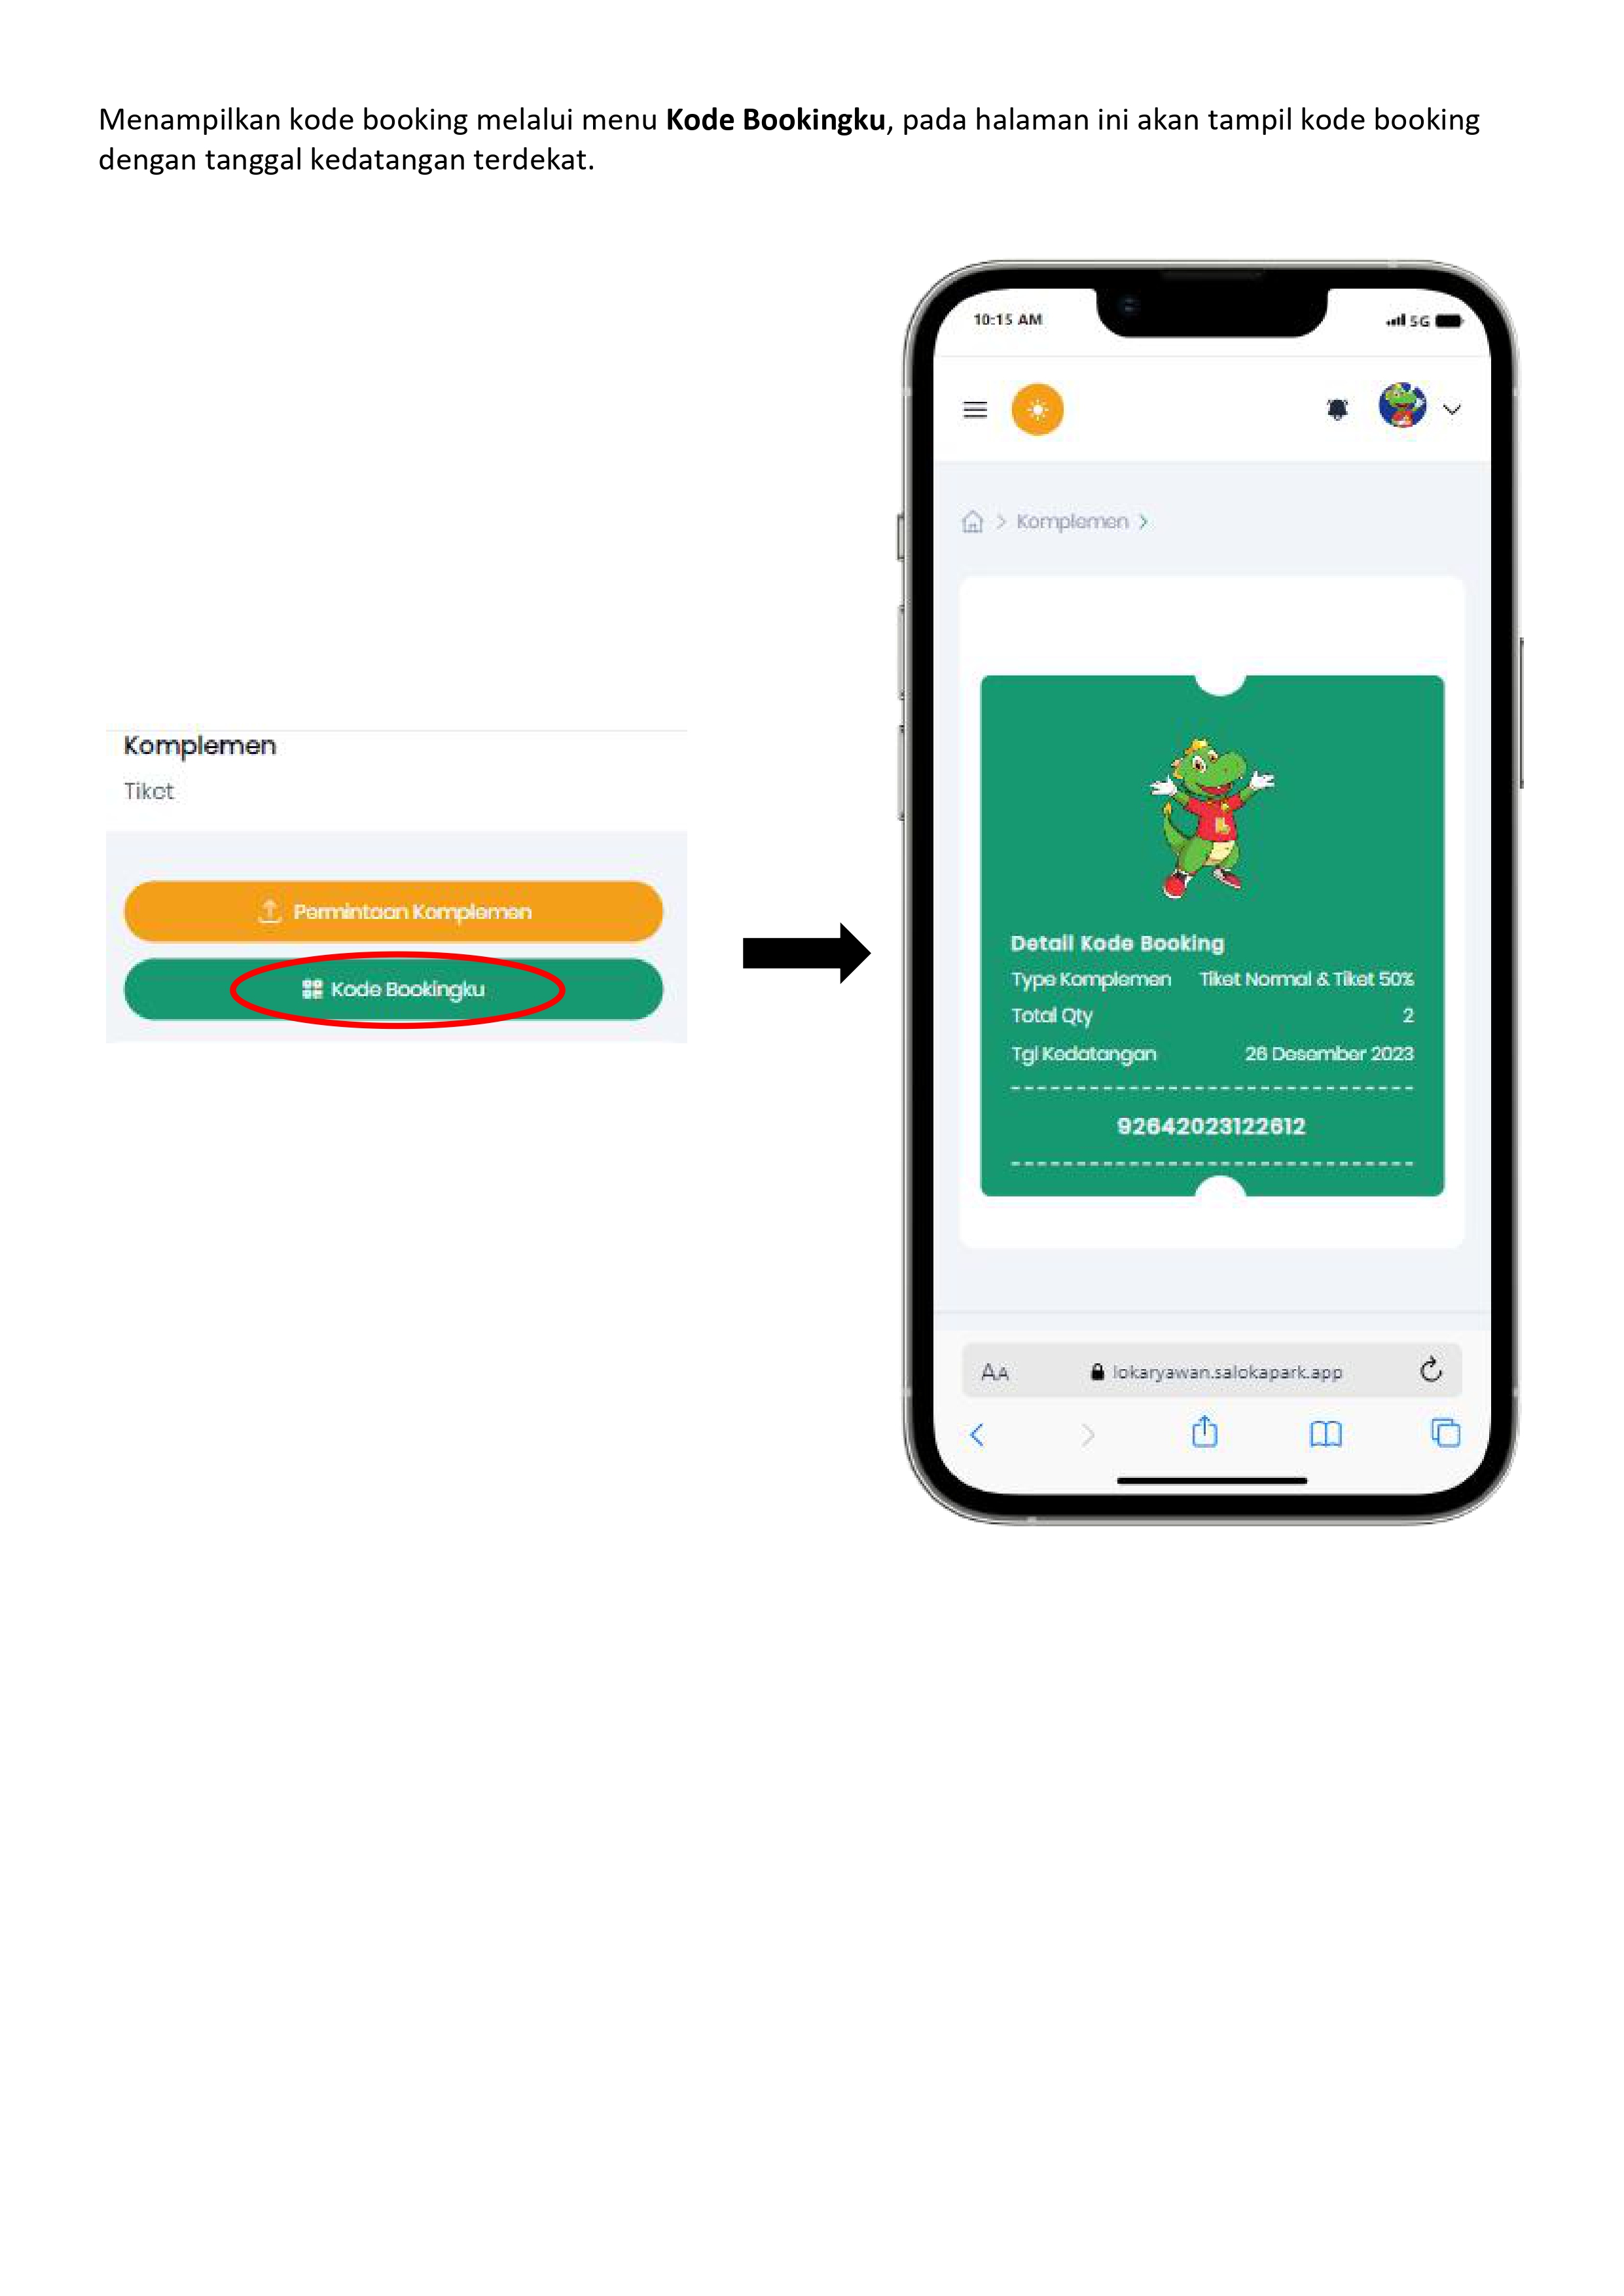 Menampilkan kode booking melalui menu Kode Bookingku, pada halaman ini akan tampil kode booking
dengan tanggal kedatangan terdekat.
Komplemen
Tiket
Permintaan Komplemen
Kode Bookingku
10:15 AM
5G
Komplemen
Detail Kode Booking
Type Komplemen Tiket Normal & Tiket 50%
Total Qty 2
Tgl Kedatangan 26 Desember 2023
92642023122612
AA lokaryawan.salokapark.app